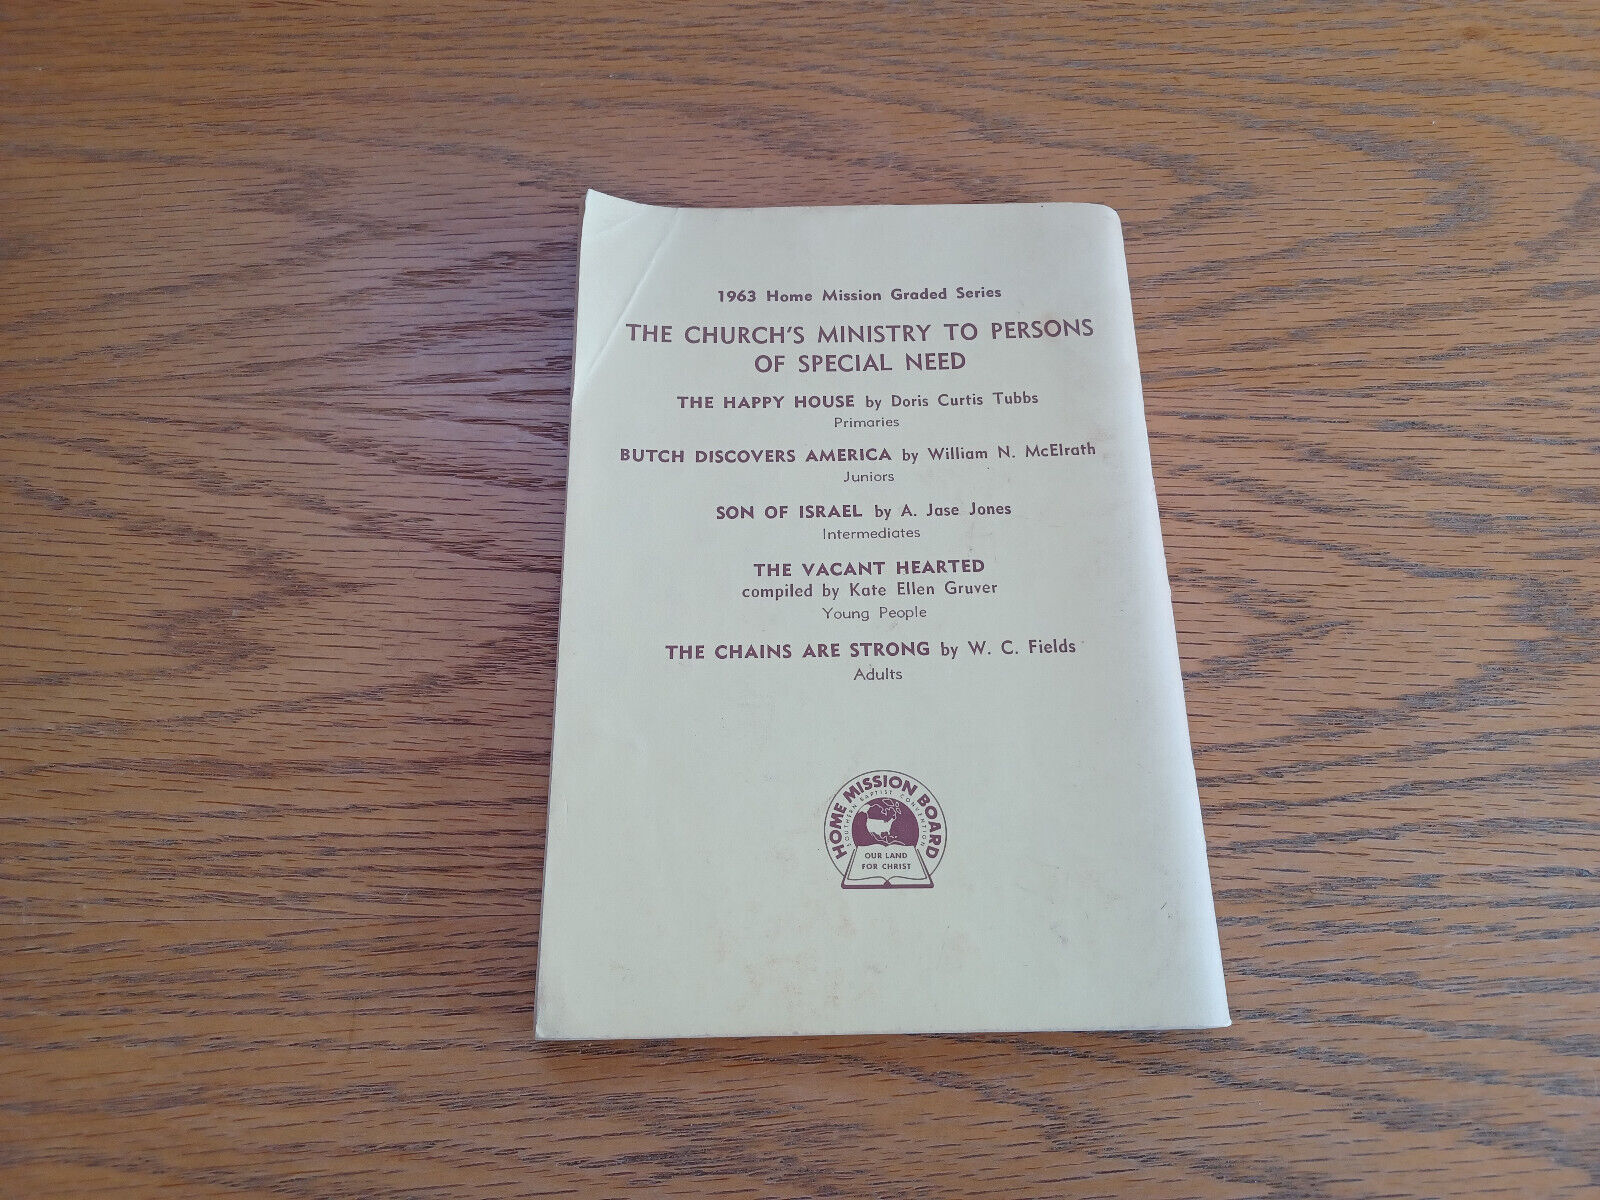 1963 Home Mission Graded Series
THE CHURCH'S MINISTRY TO PERSONS
OF SPECIAL NEED
THE HAPPY HOUSE by Doris Curtis Tubbs
Primaries
BUTCH DISCOVERS AMERICA by William N. McElrath
Juniors
SON OF ISRAEL by A. Jase Jones
Intermediates
THE VACANT HEARTED
compiled by Kate Ellen Gruver
Young People
THE CHAINS ARE STRONG by W. C. Fields
Adults
HOME MISSION BOARD
SOUTHERN BAPTIST CONVENTION
OUR LAND
FOR CHRIST